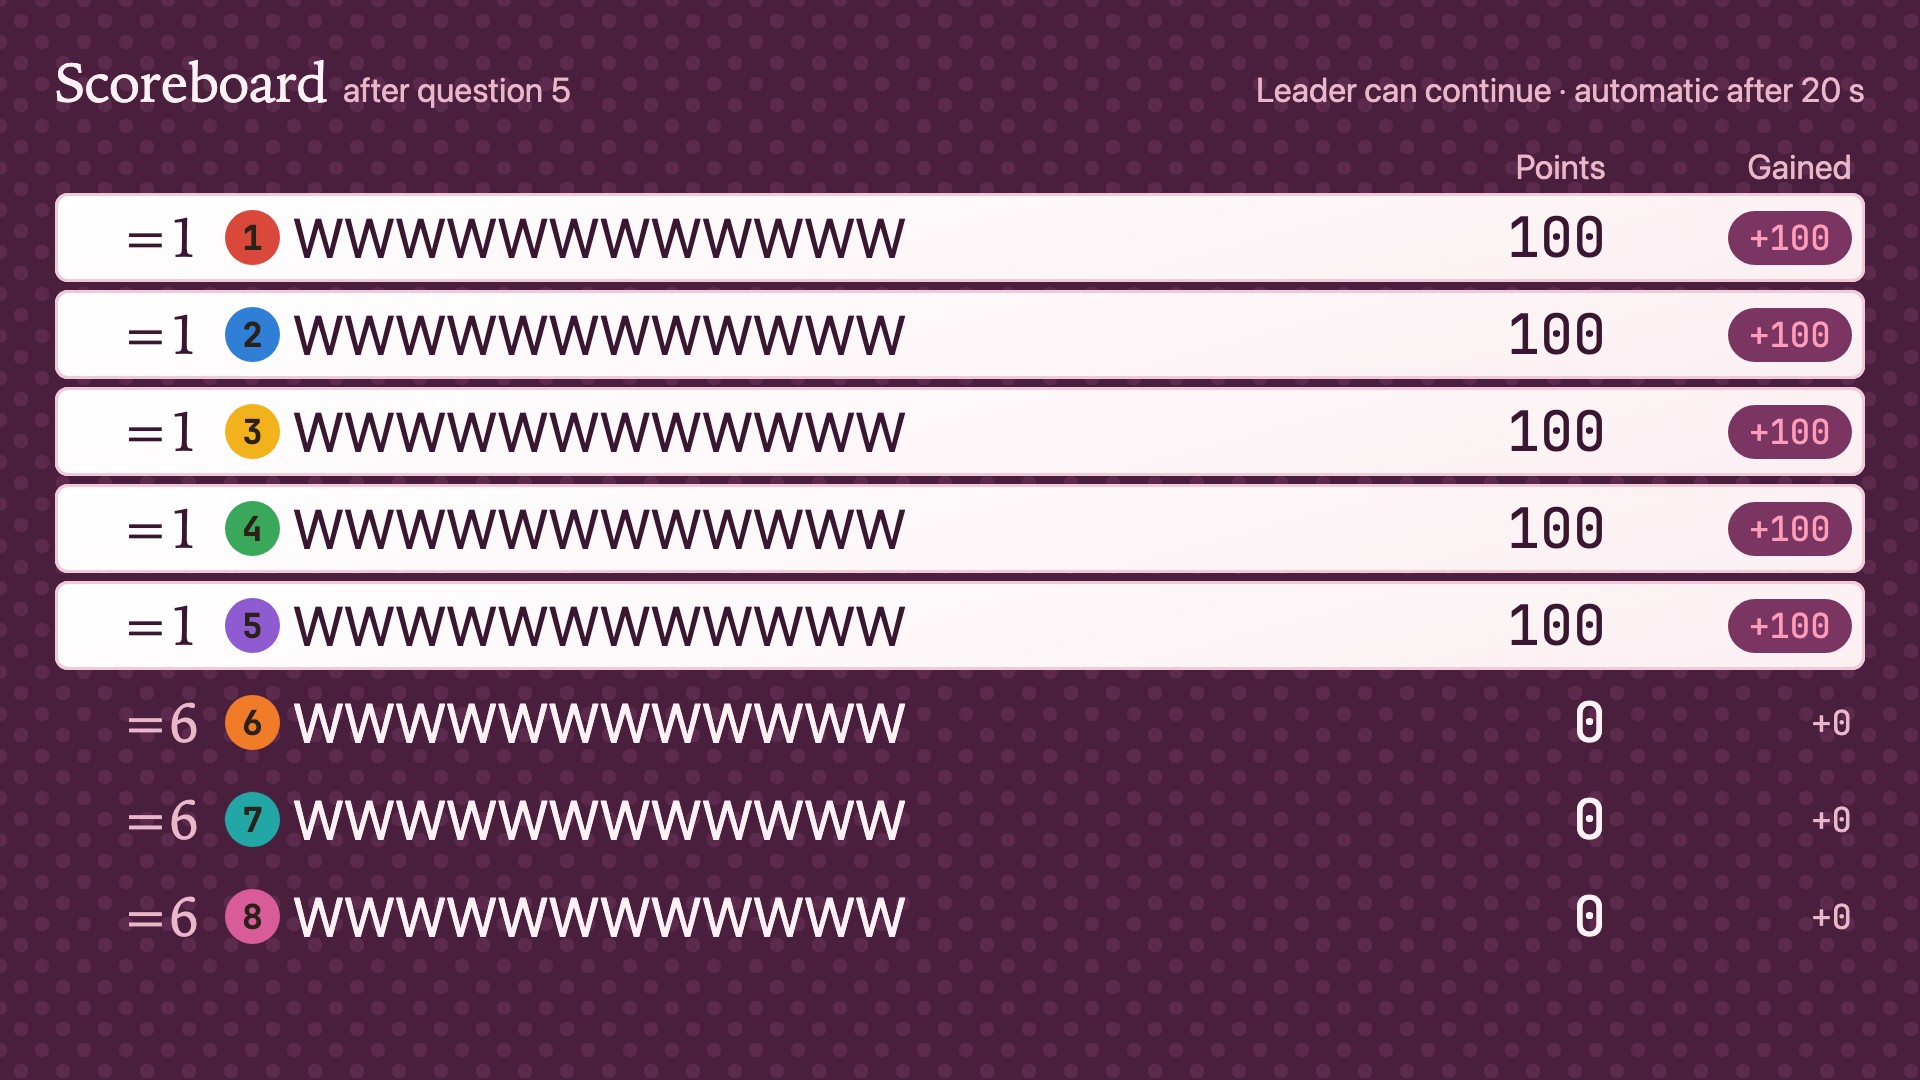 Scoreboard after question 5 Leader can continue · automatic after 20 s
Points Gained
=1 1 WWWWWWWWWWWW 100 +100
=1 2 WWWWWWWWWWWW 100 +100
=1 3 WWWWWWWWWWWW 100 +100
=1 4 WWWWWWWWWWWW 100 +100
=1 5 WWWWWWWWWWWW 100 +100
=6 6 WWWWWWWWWWWW 0 +0
=6 7 WWWWWWWWWWWW 0 +0
=6 8 WWWWWWWWWWWW 0 +0